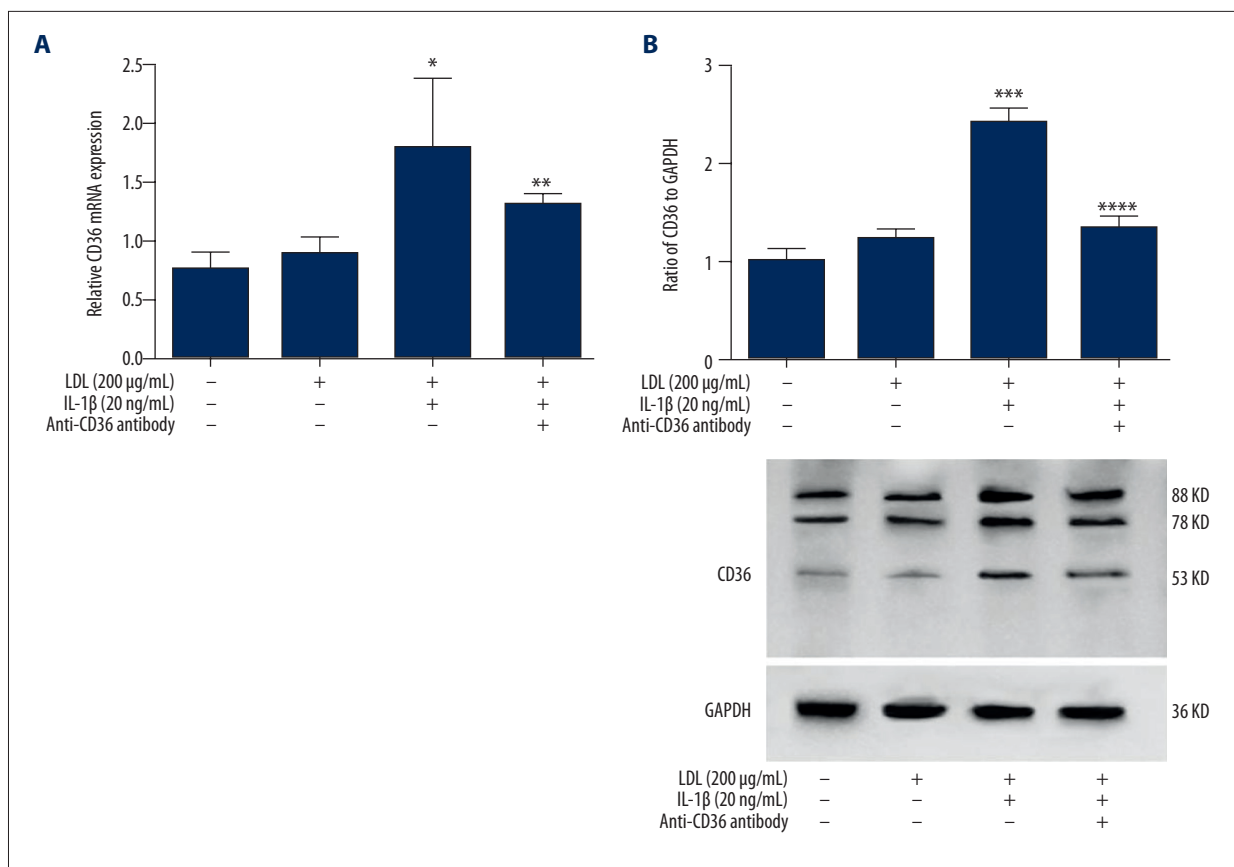 A
Relative CD36 mRNA expression
2.5
2.0
1.5
1.0
0.5
0.0
*
**
LDL (200 µg/mL) – + + +
IL-1β (20 ng/mL) – – + +
Anti-CD36 antibody – – – +
B
Ratio of CD36 to GAPDH
3
2
1
0
***
****
LDL (200 µg/mL) – + + +
IL-1β (20 ng/mL) – – + +
Anti-CD36 antibody – – – +
88 KD
78 KD
CD36
53 KD
GAPDH
36 KD
LDL (200 µg/mL) – + + +
IL-1β (20 ng/mL) – – + +
Anti-CD36 antibody – – – +